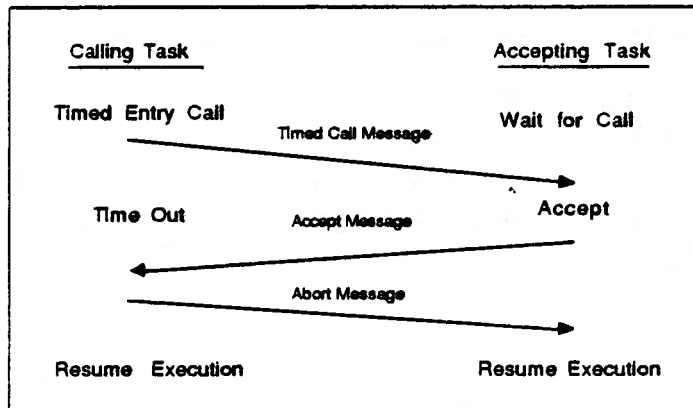 Calling Task
Accepting Task
Timed Entry Call
Wait for Call
Timed Call Message
Time Out
Accept
Accept Message
Abort Message
Resume Execution
Resume Execution